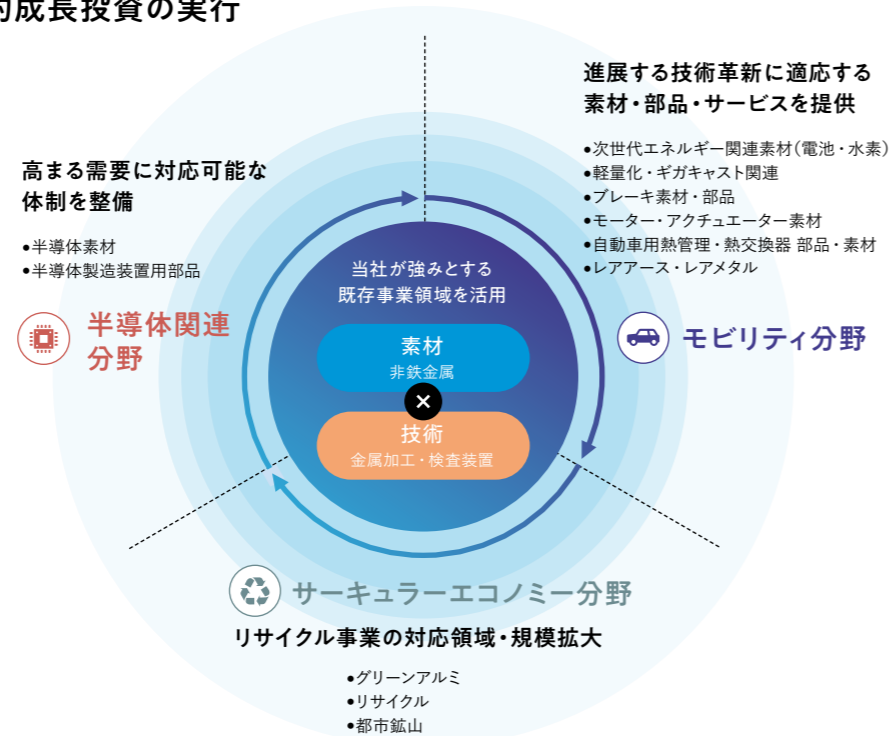 的成長投資の実行
進展する技術革新に適応する
素材・部品・サービスを提供
●次世代エネルギー関連素材(電池・水素)
●軽量化・ギガキャスト関連
●ブレーキ素材・部品
●モーター・アクチュエーター素材
●自動車用熱管理・熱交換器 部品・素材
●レアアース・レアメタル
モビリティ分野
高まる需要に対応可能な
体制を整備
●半導体素材
●半導体製造装置用部品
半導体関連
分野
当社が強みとする
既存事業領域を活用
素材
非鉄金属
×
技術
金属加工・検査装置
サーキュラーエコノミー分野
リサイクル事業の対応領域・規模拡大
●グリーンアルミ
●リサイクル
●都市鉱山